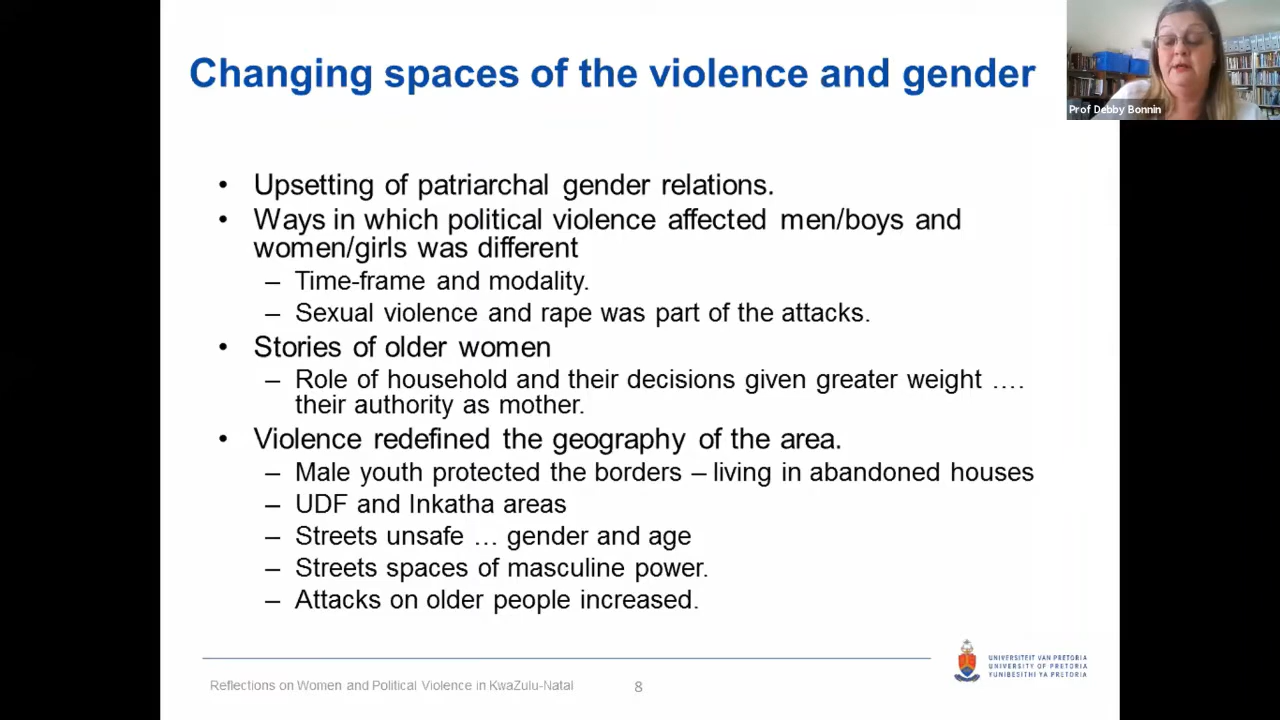 Changing spaces of the violence and gender
Prof Debby Bonnin
• Upsetting of patriarchal gender relations.
• Ways in which political violence affected men/boys and
women/girls was different
– Time-frame and modality.
– Sexual violence and rape was part of the attacks.
• Stories of older women
– Role of household and their decisions given greater weight ….
their authority as mother.
• Violence redefined the geography of the area.
– Male youth protected the borders – living in abandoned houses
– UDF and Inkatha areas
– Streets unsafe … gender and age
– Streets spaces of masculine power.
– Attacks on older people increased.
Reflections on Women and Political Violence in KwaZulu-Natal
8
UNIVERSITEIT VAN PRETORIA
UNIVERSITY OF PRETORIA
YUNIBESITHI YA PRETORIA